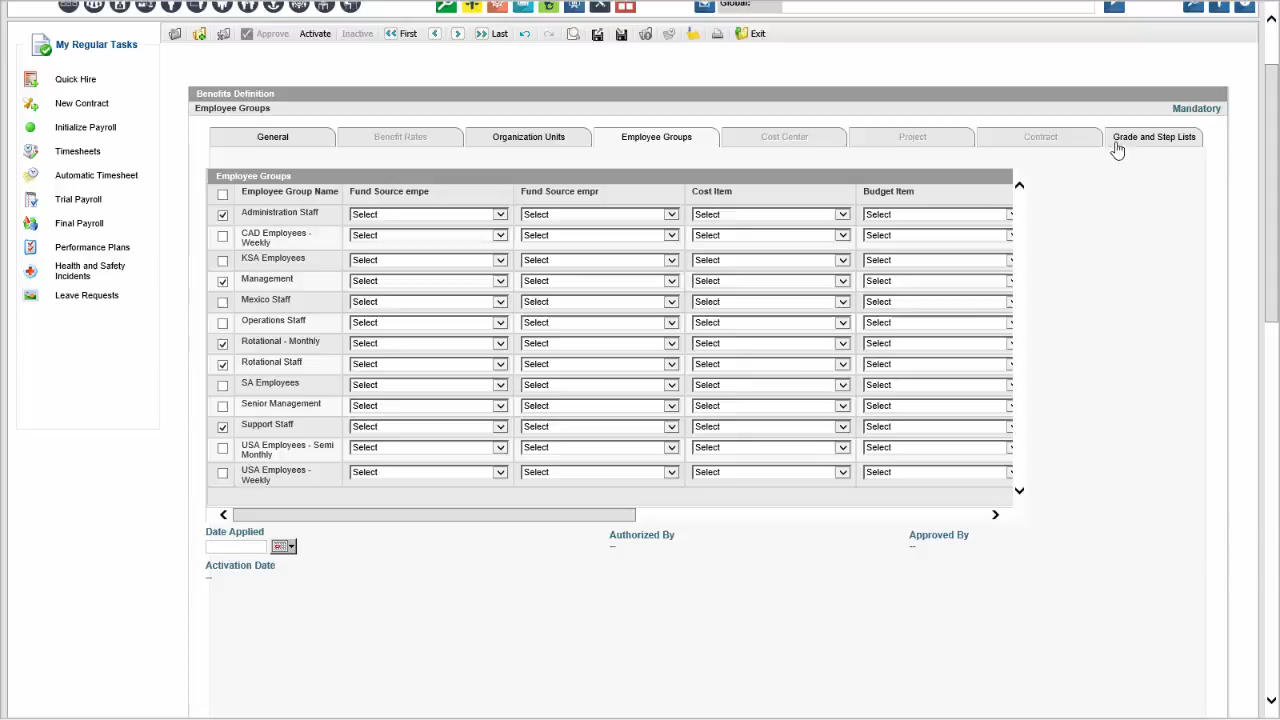 Global:
My Regular Tasks
Quick Hire
New Contract
Initialize Payroll
Timesheets
Automatic Timesheet
Trial Payroll
Final Payroll
Performance Plans
Health and Safety
Incidents
Leave Requests
Approve Activate Inactive First Last Exit
Benefits Definition
Employee Groups Mandatory
General Benefit Rates Organization Units Employee Groups Cost Center Project Contract Grade and Step Lists
Employee Groups
Employee Group Name Fund Source empe Fund Source empr Cost Item Budget Item
Administration Staff Select Select Select Select
CAD Employees - Select Select Select Select
Weekly
KSA Employees Select Select Select Select
Management Select Select Select Select
Mexico Staff Select Select Select Select
Operations Staff Select Select Select Select
Rotational - Monthly Select Select Select Select
Rotational Staff Select Select Select Select
SA Employees Select Select Select Select
Senior Management Select Select Select Select
Support Staff Select Select Select Select
USA Employees - Semi Select Select Select Select
Monthly
USA Employees - Select Select Select Select
Weekly
Date Applied Authorized By Approved By
-- --
Activation Date
--